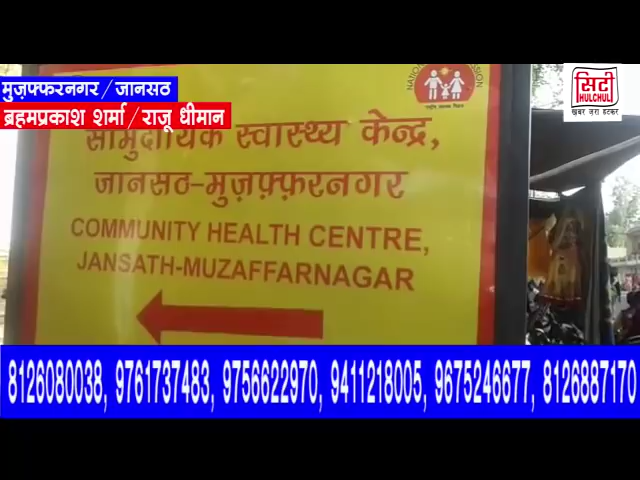 मुज़फ्फरनगर/जानसठ
ब्रहमप्रकाश शर्मा/राजू धीमान
सिटी
HULCHUL
खबर ज़रा हटकर
राष्ट्रीय स्वास्थ्य मिशन
सामुदायिक स्वास्थ्य केन्द्र,
जानसठ-मुज़फ़्फ़रनगर
COMMUNITY HEALTH CENTRE,
JANSATH-MUZAFFARNAGAR
8126080038, 9761737483, 9756622970, 9411218005, 9675246677, 8126887170